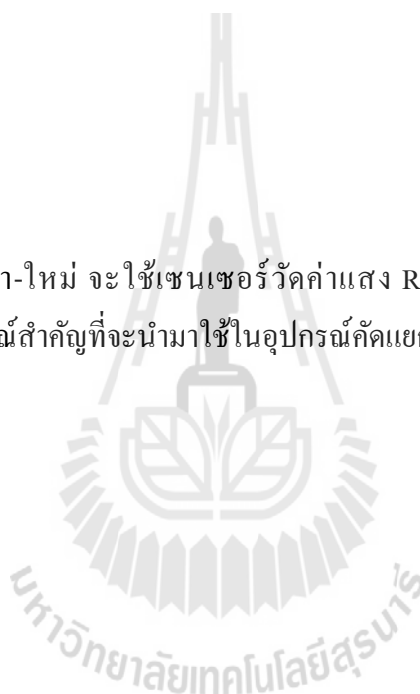 า-ใหม่ จะใช้เซนเซอร์วัดค่าแสง R
ณ์สำคัญที่จะนำมาใช้ในอุปกรณ์คัดแยก
มหาวิทยาลัยเทคโนโลยีสุรนารี